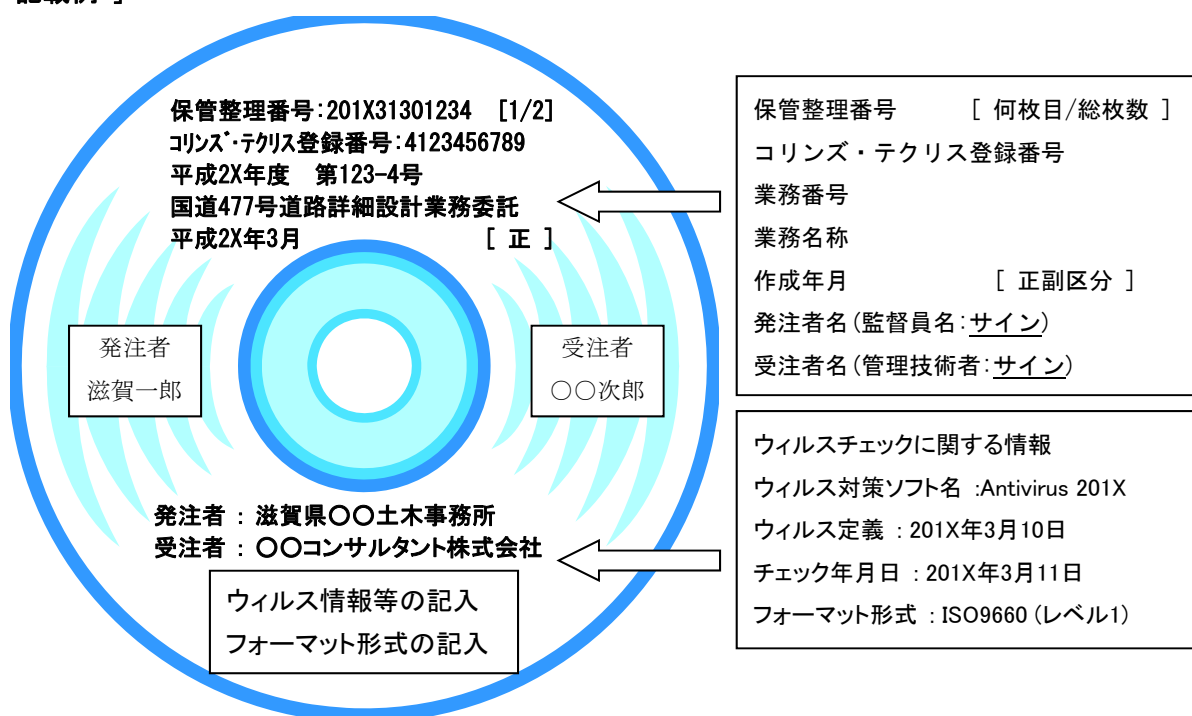 記載例 ]
保管整理番号:201X31301234 [1/2]
コリンズ・テクリス登録番号:4123456789
平成2X年度 第123-4号
国道477号道路詳細設計業務委託
平成2X年3月 [ 正 ]
発注者
滋賀一郎
受注者
〇〇次郎
発注者 : 滋賀県〇〇土木事務所
受注者 : 〇〇コンサルタント株式会社
ウィルス情報等の記入
フォーマット形式の記入
保管整理番号 [ 何枚目/総枚数 ]
コリンズ・テクリス登録番号
業務番号
業務名称
作成年月 [ 正副区分 ]
発注者名(監督員名:サイン)
受注者名(管理技術者:サイン)
ウィルスチェックに関する情報
ウィルス対策ソフト名 :Antivirus 201X
ウィルス定義 : 201X年3月10日
チェック年月日 : 201X年3月11日
フォーマット形式 : ISO9660 (レベル1)